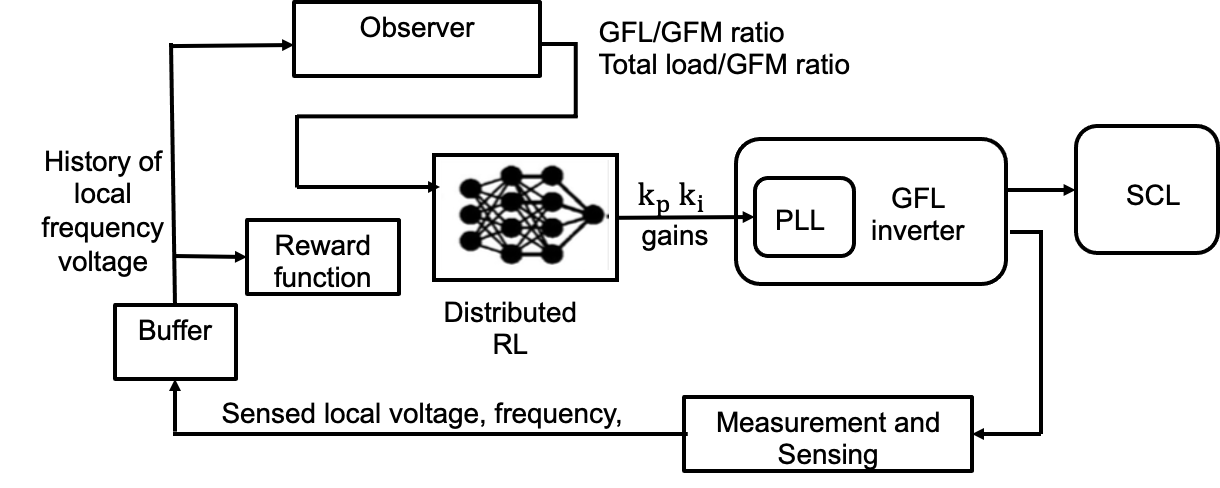 Observer
GFL/GFM ratio
Total load/GFM ratio
History of
local
frequency
voltage
Reward
function
kₚ kᵢ
gains
PLL
GFL
inverter
SCL
Distributed
RL
Buffer
Sensed local voltage, frequency,
Measurement and
Sensing